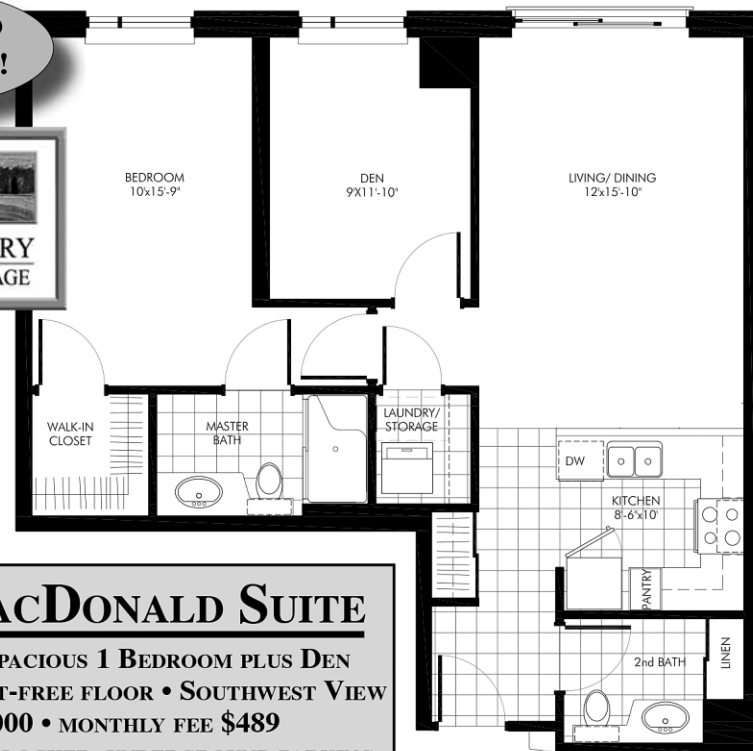 !
RY
AGE
BEDROOM
10'x15'-9"
DEN
9'X11'-10"
LIVING/ DINING
12'x15'-10"
WALK-IN
CLOSET
MASTER
BATH
LAUNDRY/
STORAGE
DW
KITCHEN
8'-6"x10'
PANTRY
2nd BATH
LINEN
ACDONALD SUITE
PACIOUS 1 BEDROOM PLUS DEN
T-FREE FLOOR • SOUTHWEST VIEW
000 • MONTHLY FEE $489